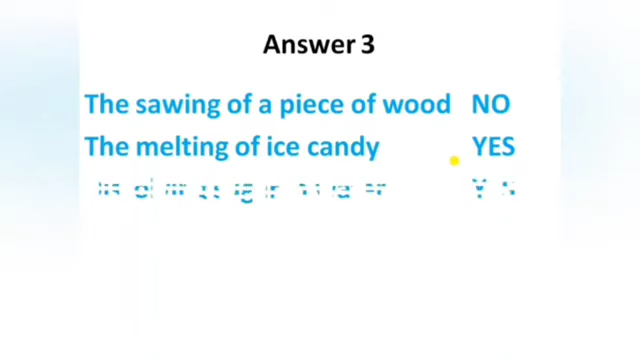 Answer 3
The sawing of a piece of wood NO
The melting of ice candy YES